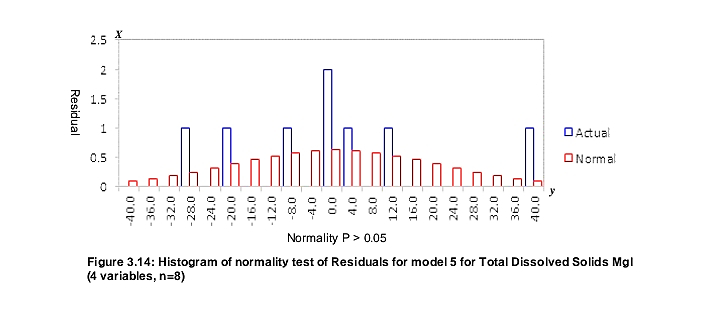 X
2.5
2
1.5
1
0.5
0
Residual
-40.0 -36.0 -32.0 -28.0 -24.0 -20.0 -16.0 -12.0 -8.0 -4.0 0.0 4.0 8.0 12.0 16.0 20.0 24.0 28.0 32.0 36.0 40.0
y
Actual
Normal
Normality P > 0.05
Figure 3.14: Histogram of normality test of Residuals for model 5 for Total Dissolved Solids Mgl
(4 variables, n=8)